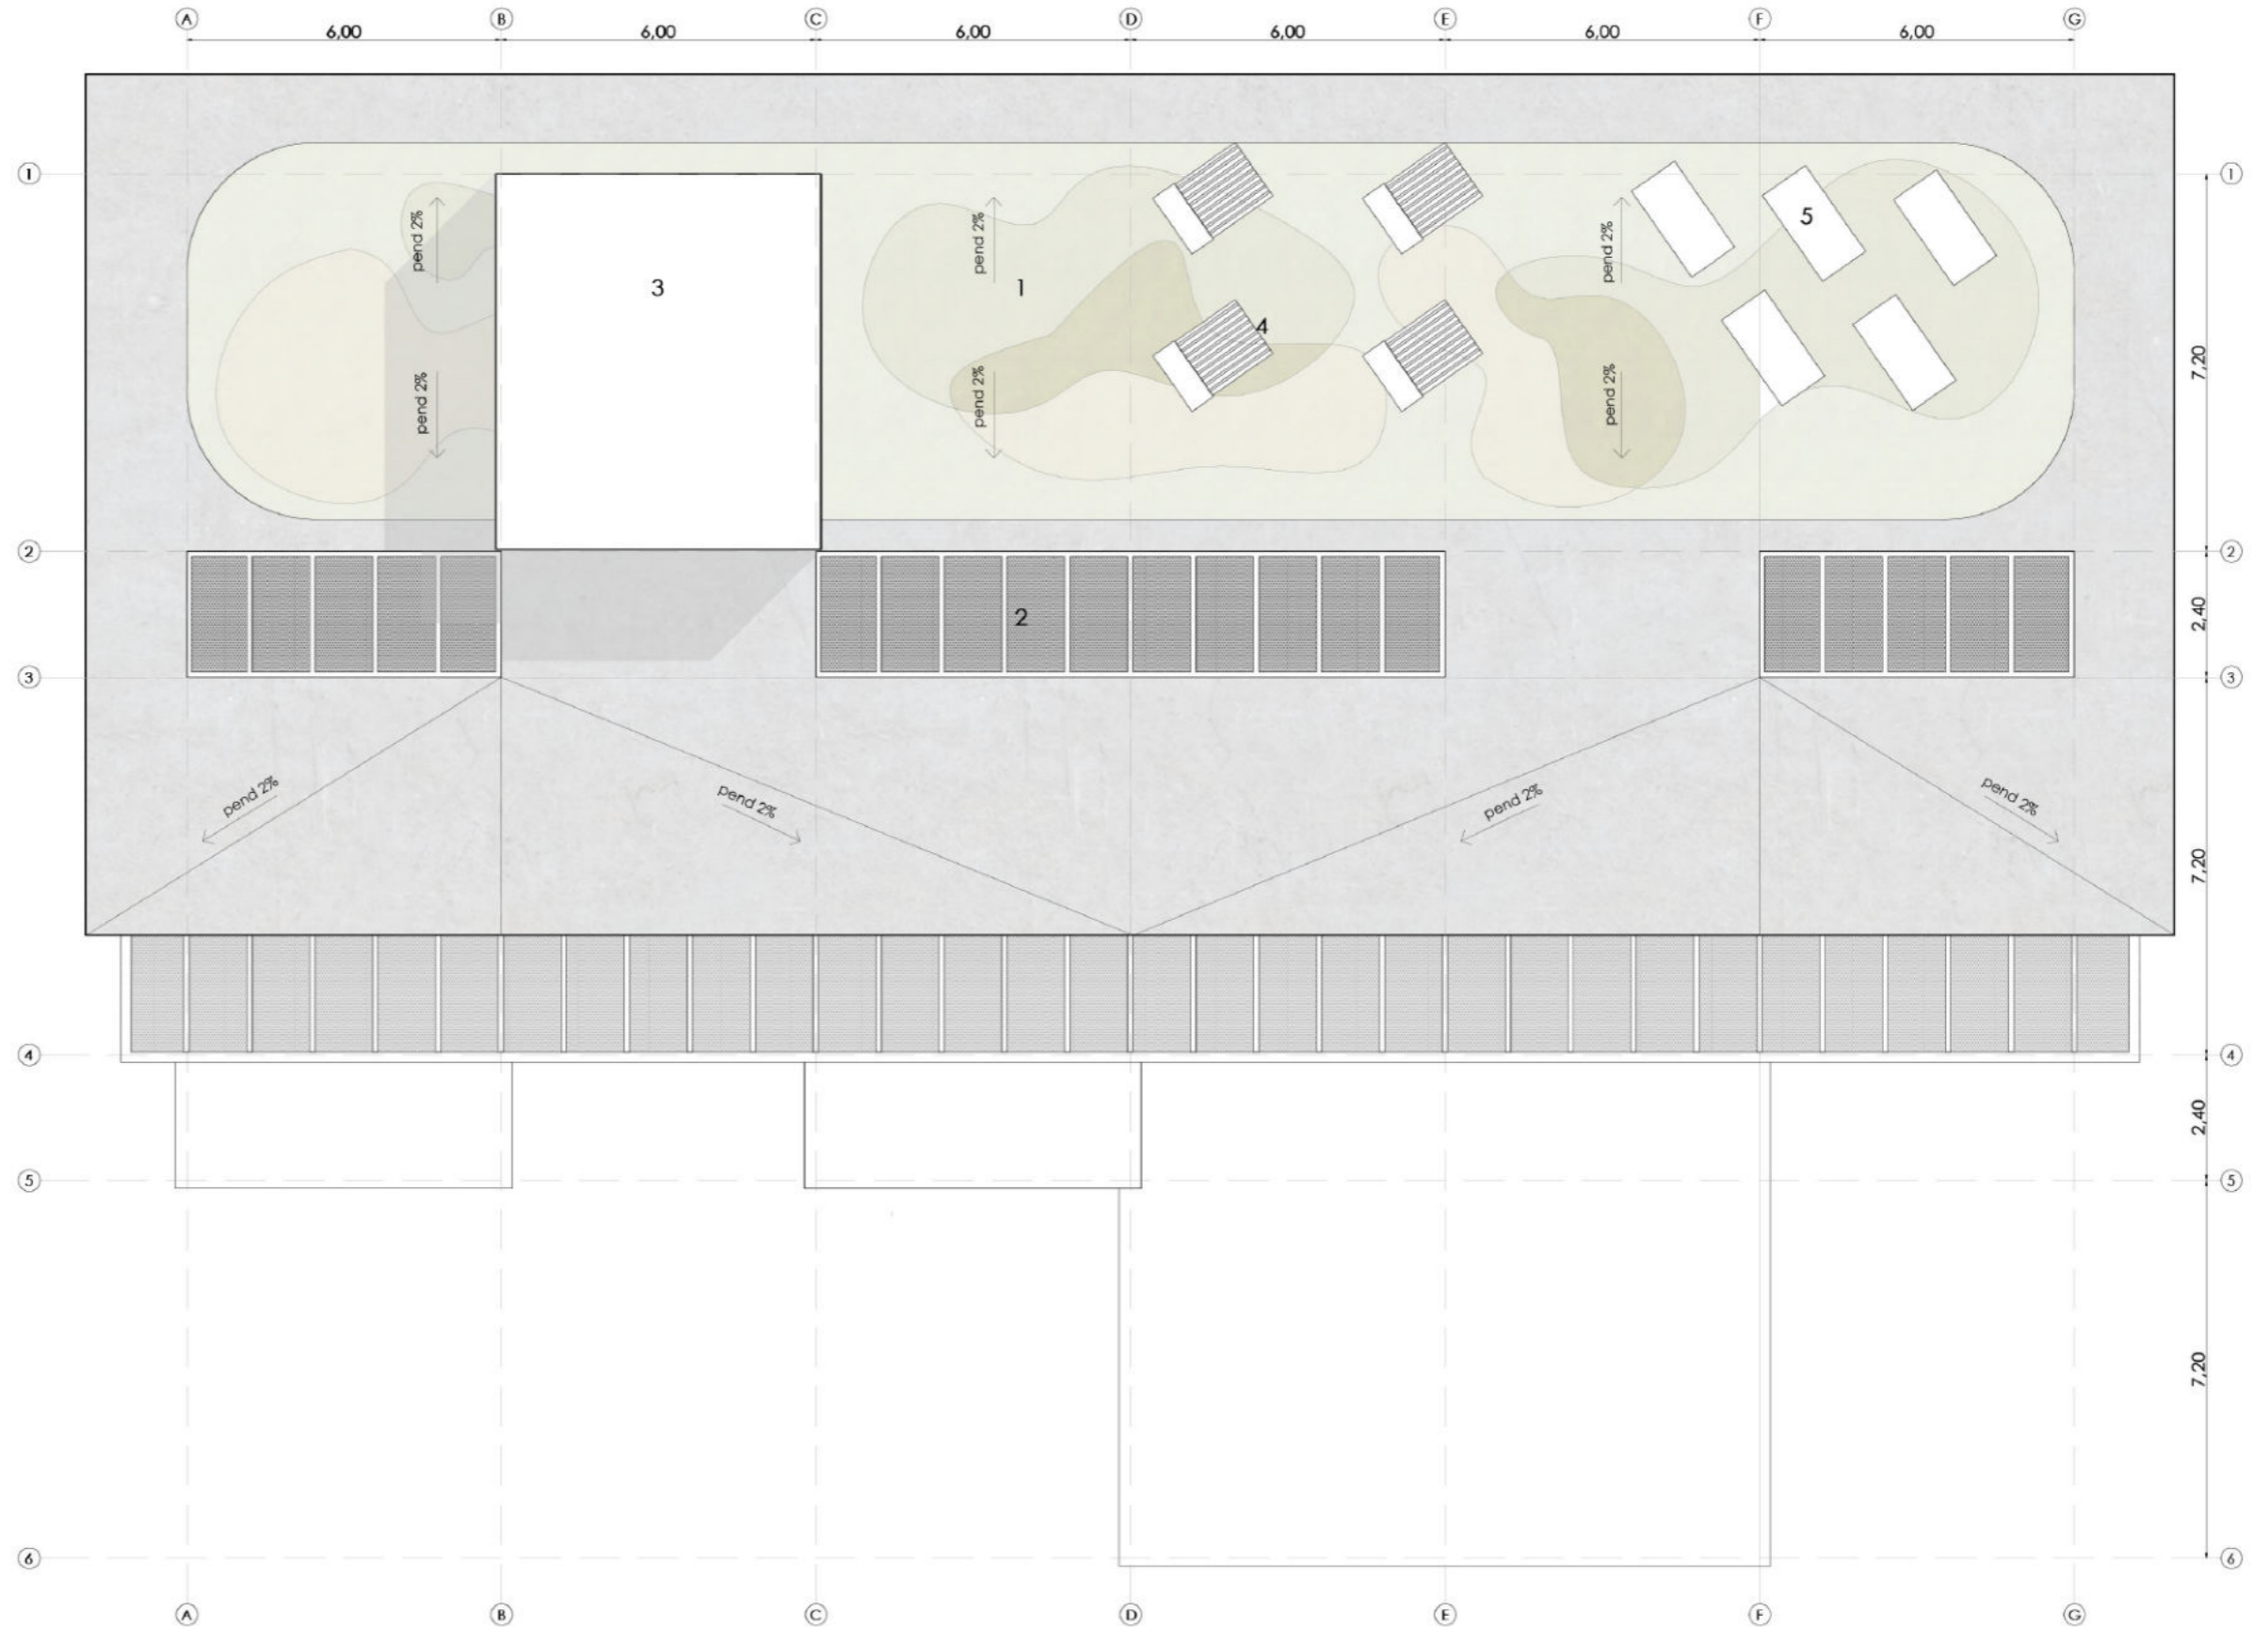 A B C D E F G
6,00 6,00 6,00 6,00 6,00 6,00
1 1
pend 2% pend 2% pend 2% 5
3 1
4
7,20
pend 2% pend 2% pend 2%
2 2
2 2,40
3 3
pend 2% pend 2% pend 2% pend 2%
7,20
4 4
2,40
5 5
7,20
6 6
A B C D E F G